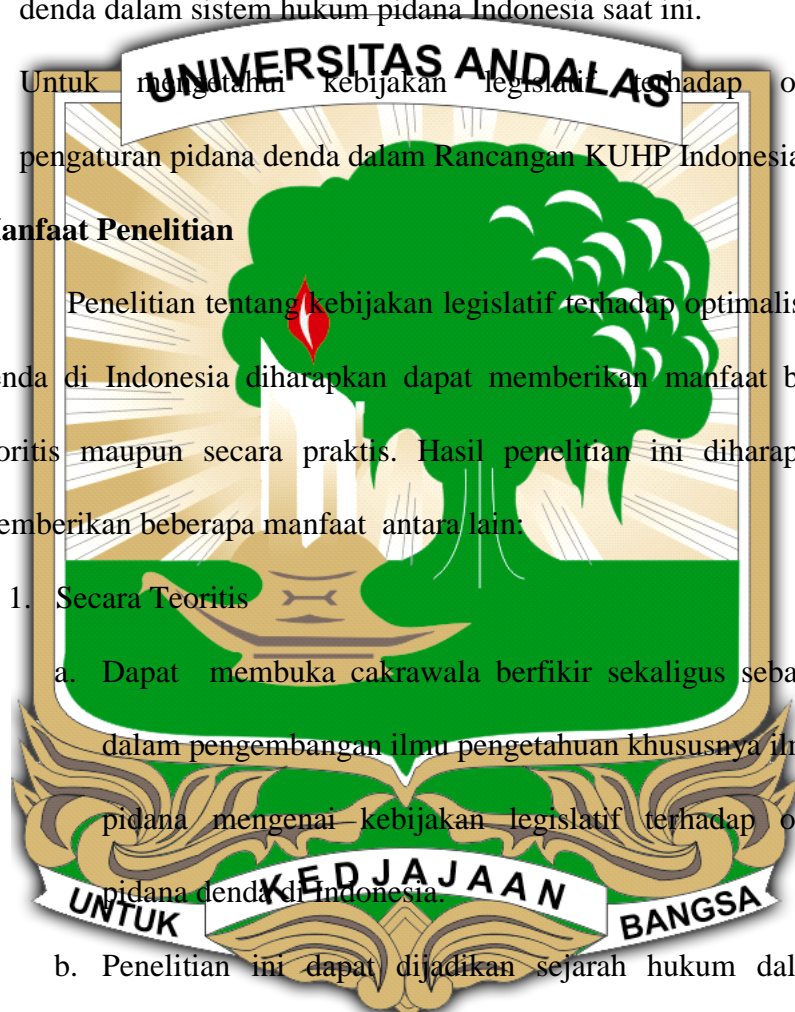 denda dalam sistem hukum pidana Indonesia saat ini.
UNIVERSITAS ANDALAS
Untuk mengetahui kebijakan legislatif terhadap o
pengaturan pidana denda dalam Rancangan KUHP Indonesia
anfaat Penelitian
Penelitian tentang kebijakan legislatif terhadap optimalis
enda di Indonesia diharapkan dapat memberikan manfaat b
oritis maupun secara praktis. Hasil penelitian ini diharap
emberikan beberapa manfaat antara lain:
1. Secara Teoritis
a. Dapat membuka cakrawala berfikir sekaligus seba
dalam pengembangan ilmu pengetahuan khususnya il
pidana mengenai kebijakan legislatif terhadap o
pidana denda di Indonesia.
UNTUK KEDJAJAAN BANGSA
b. Penelitian ini dapat dijadikan sejarah hukum dal